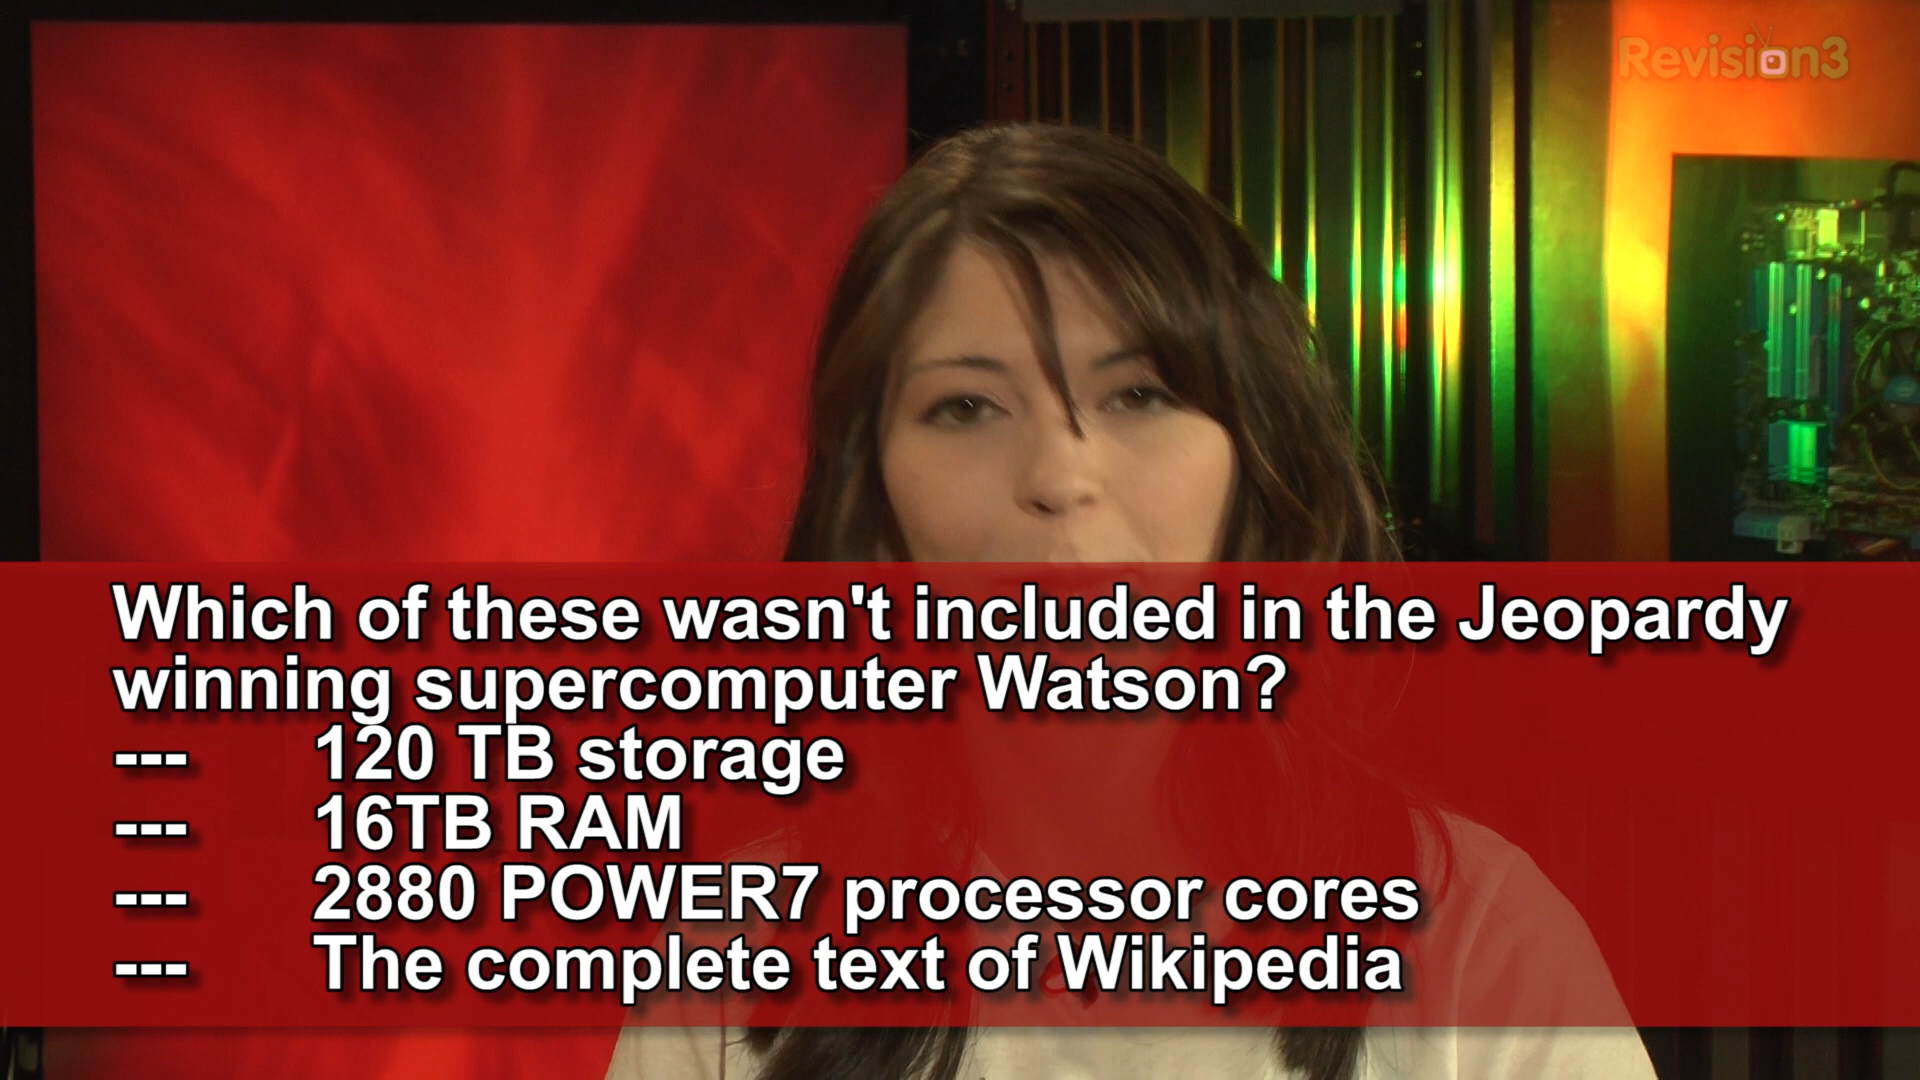 Revision3
Which of these wasn't included in the Jeopardy
winning supercomputer Watson?
--- 120 TB storage
--- 16TB RAM
--- 2880 POWER7 processor cores
--- The complete text of Wikipedia